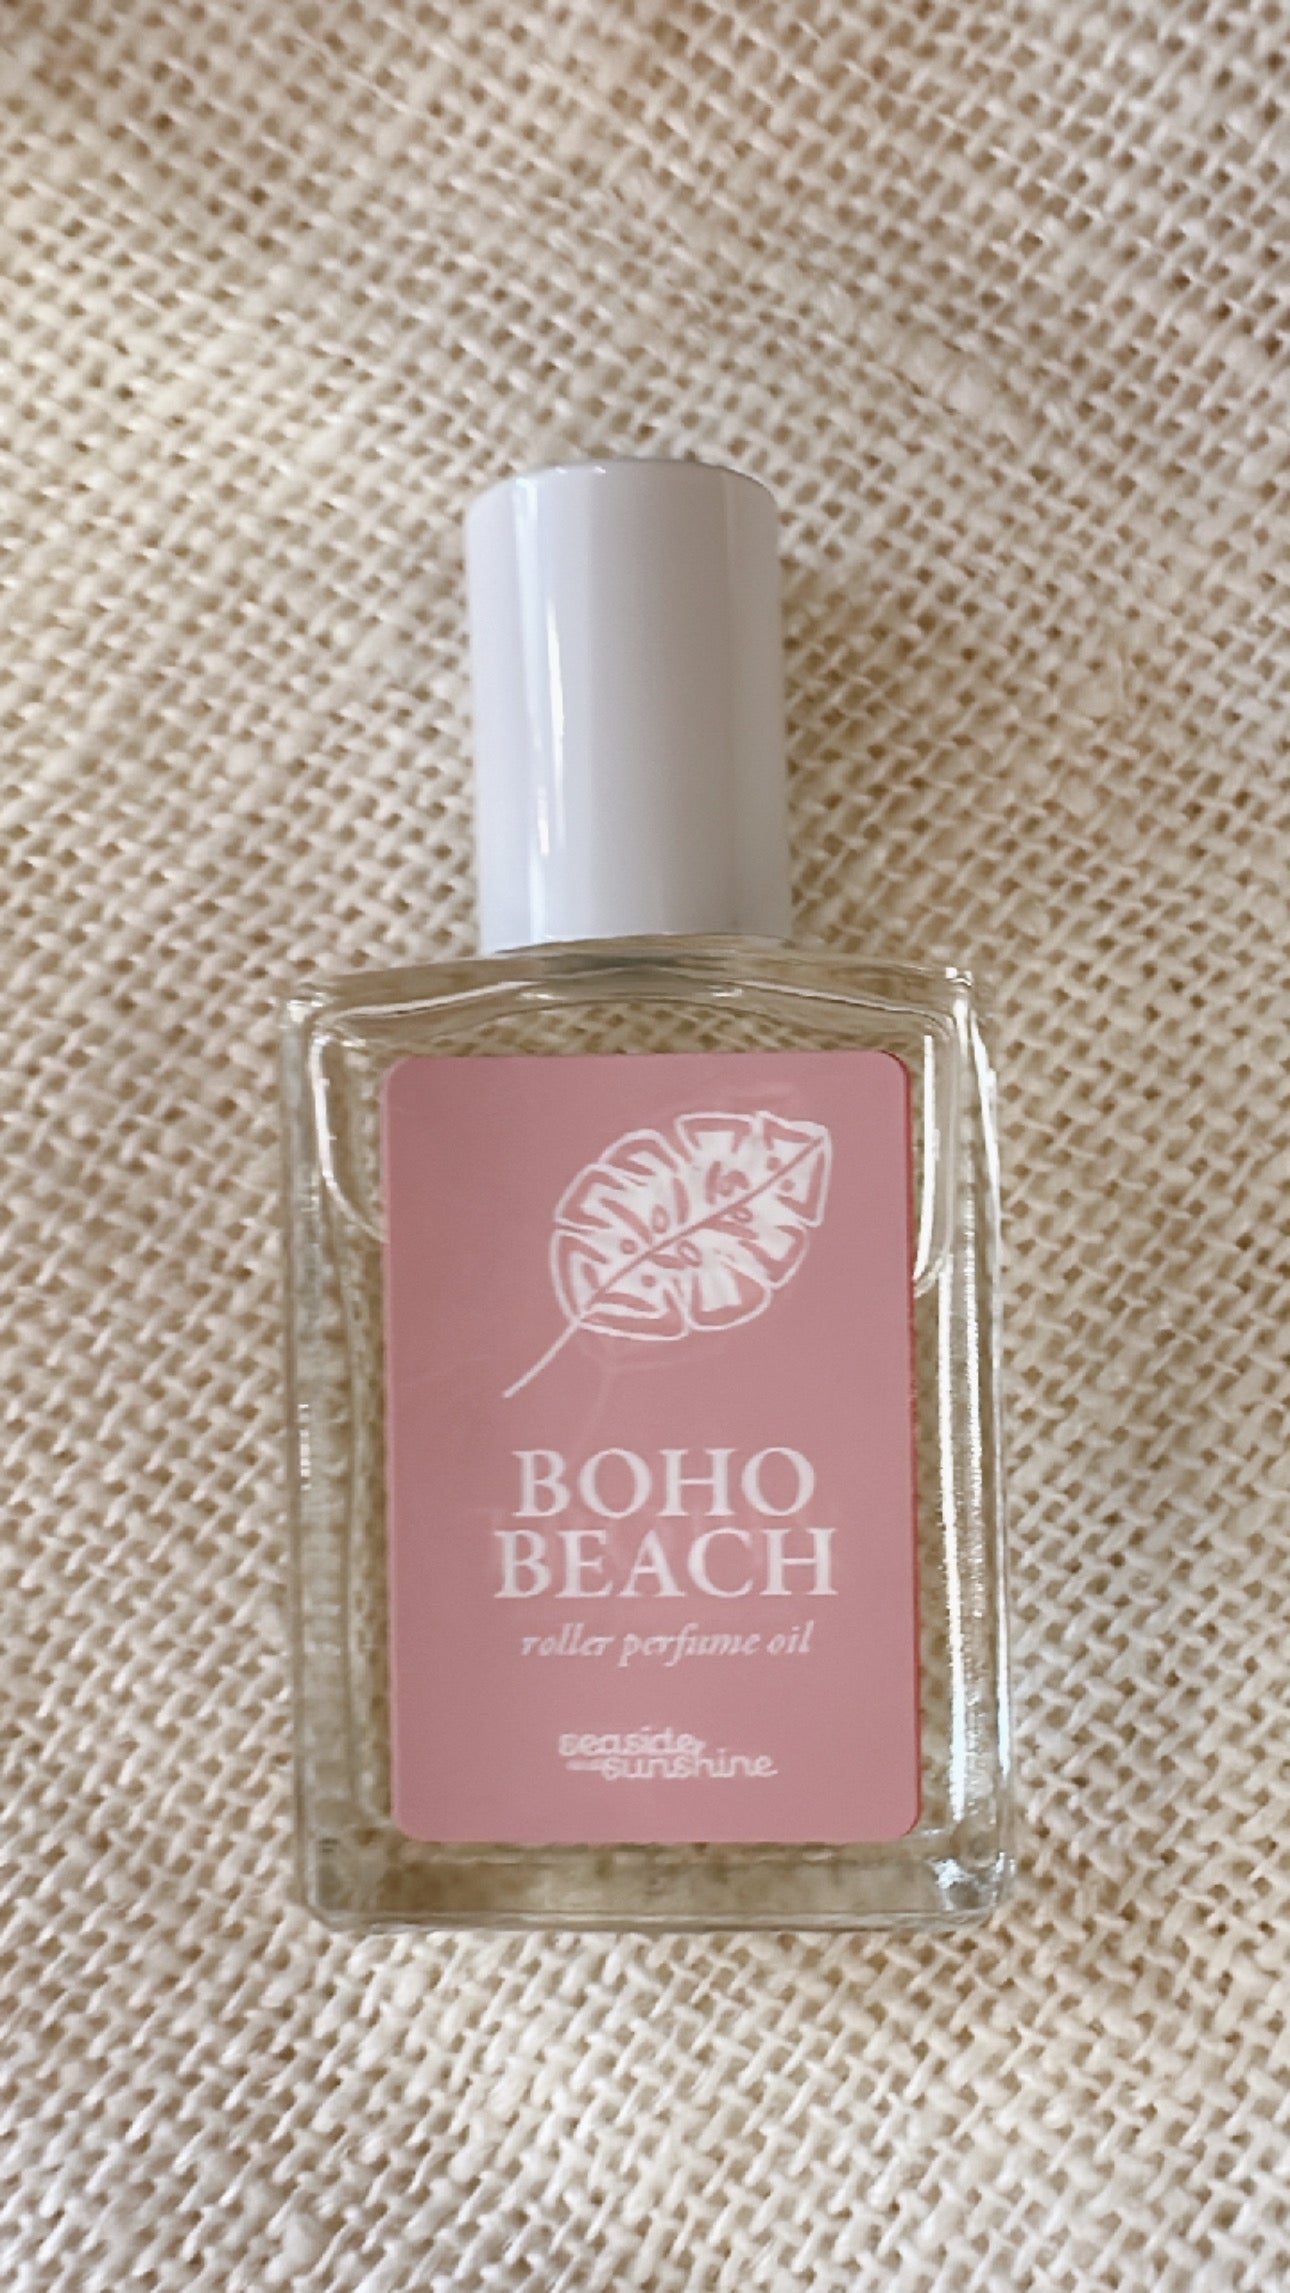 BOHO
BEACH
roller perfume oil
seaside
sunshine